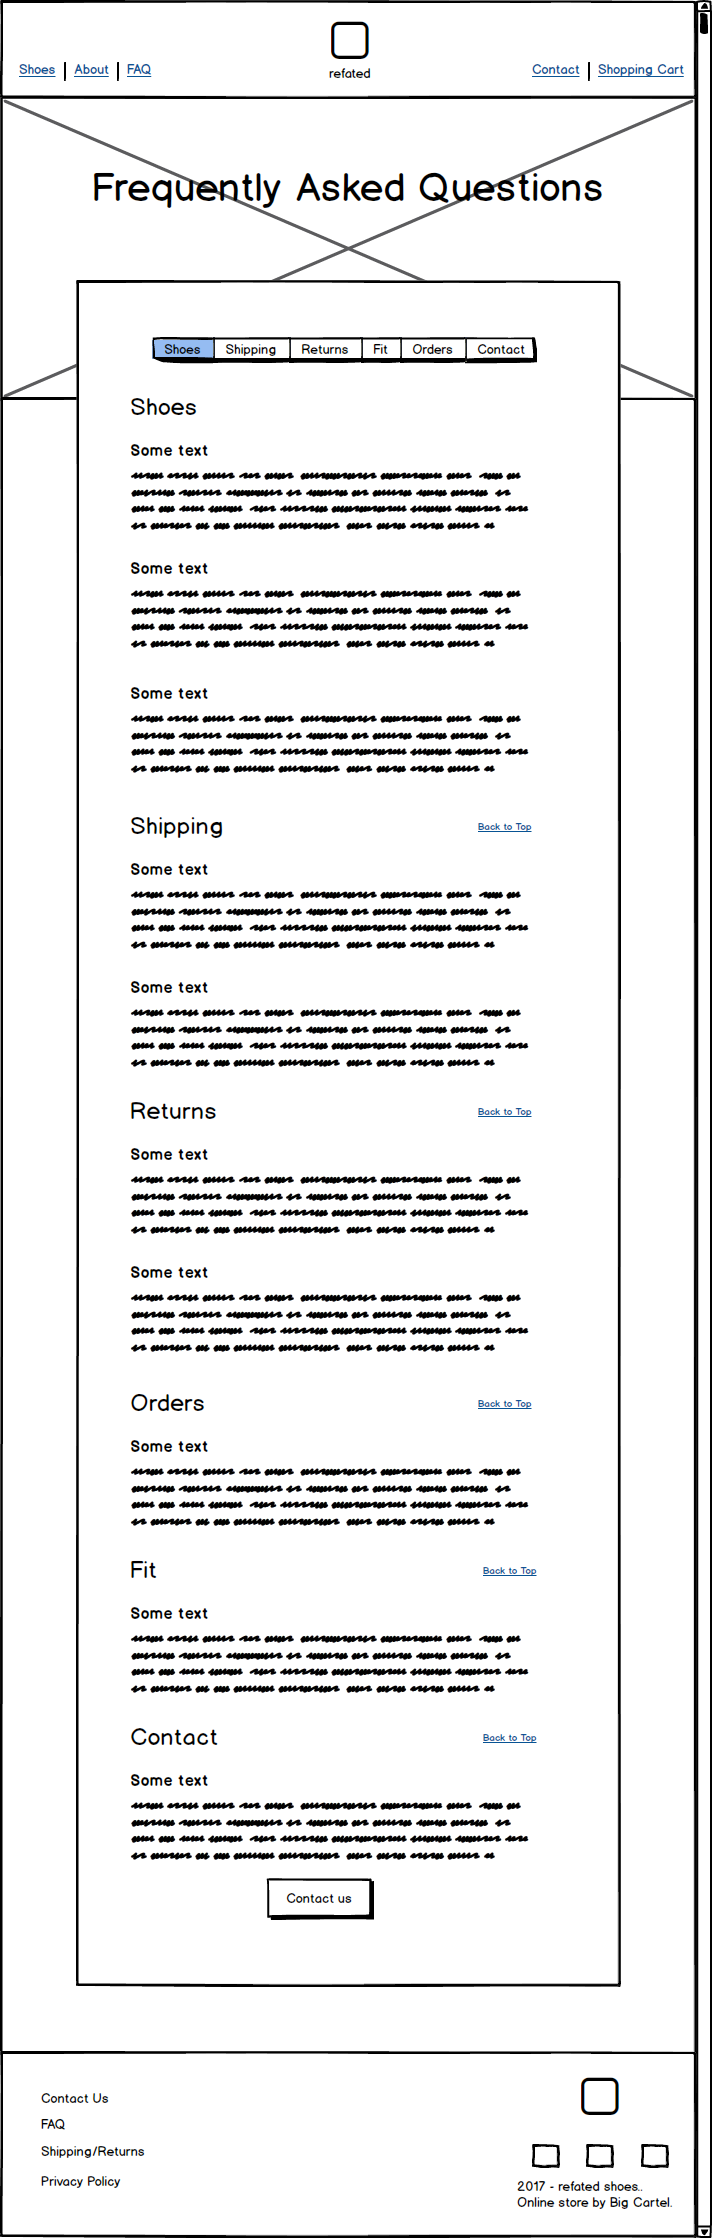 Shoes | About | FAQ
refated
Contact | Shopping Cart
Frequently Asked Questions
Shoes Shipping Returns Fit Orders Contact
Shoes
Some text
Some text
Some text
Shipping Back to Top
Some text
Some text
Returns Back to Top
Some text
Some text
Orders Back to Top
Some text
Fit Back to Top
Some text
Contact Back to Top
Some text
Contact us
Contact Us
FAQ
Shipping/Returns
Privacy Policy
2017 - refated shoes..
Online store by Big Cartel.